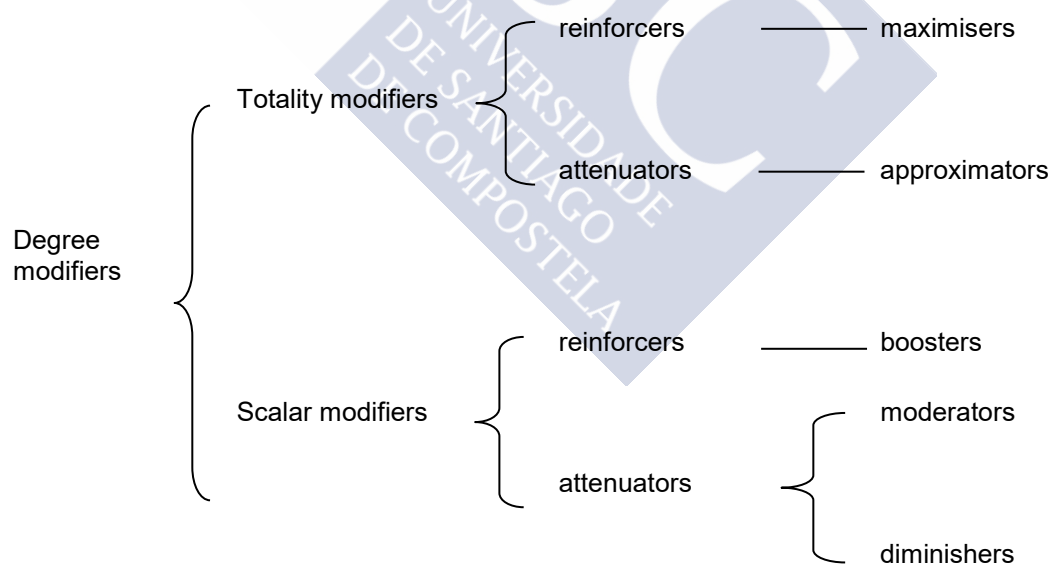 reinforcers maximisers
Totality modifiers
attenuators approximators
Degree
modifiers
reinforcers boosters
Scalar modifiers
moderators
attenuators
diminishers
UNIVERSIDADE
DE SANTIAGO
DE COMPOSTELA